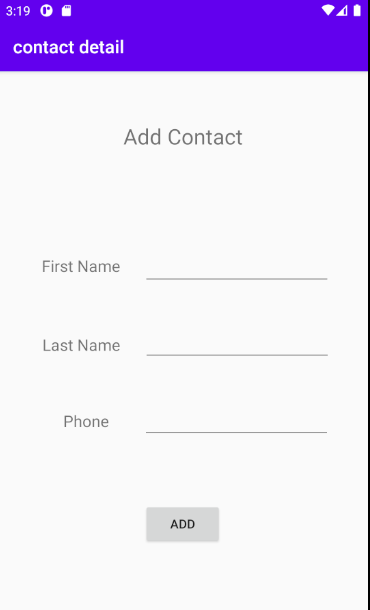 3:19
contact detail
Add Contact
First Name
Last Name
Phone
ADD